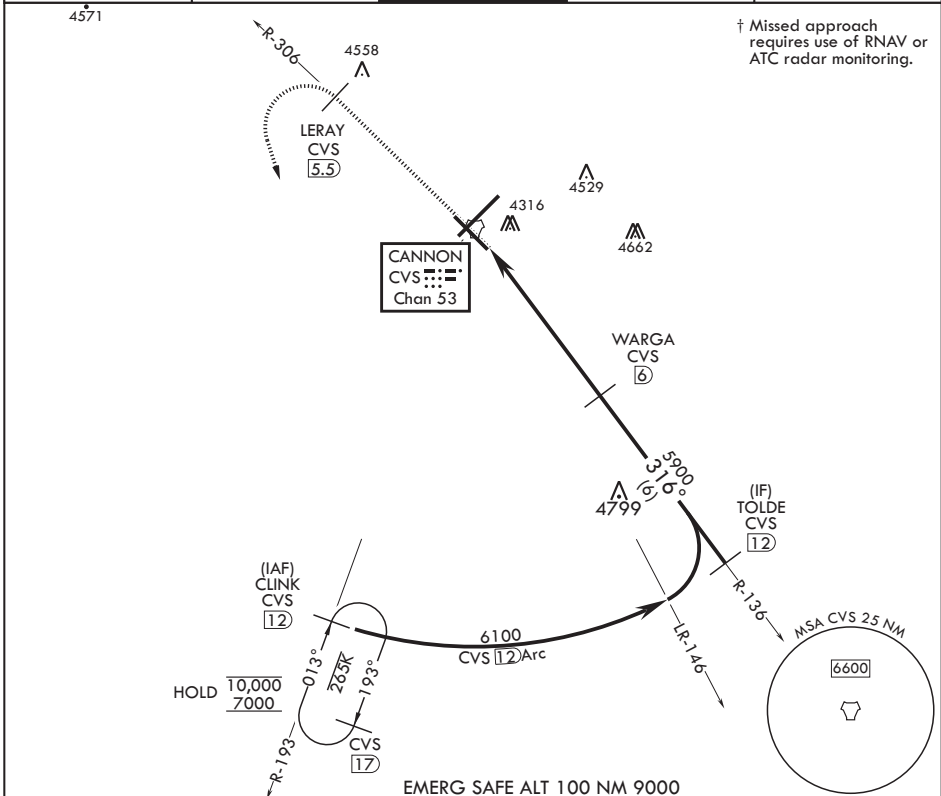 4571
† Missed approach
requires use of RNAV or
ATC radar monitoring.
R-306
4558
LERAY
CVS
5.5
4529
4316
4662
CANNON
CVS
Chan 53
WARGA
CVS
6
5900
316°
(6)
4799
(IF)
TOLDE
CVS
12
R-136
(IAF)
CLINK
CVS
12
6100
CVS 12 Arc
LR-146
MSA CVS 25 NM
6600
HOLD 10,000
7000
013°
265K
193°
CVS
17
R-193
EMERG SAFE ALT 100 NM 9000